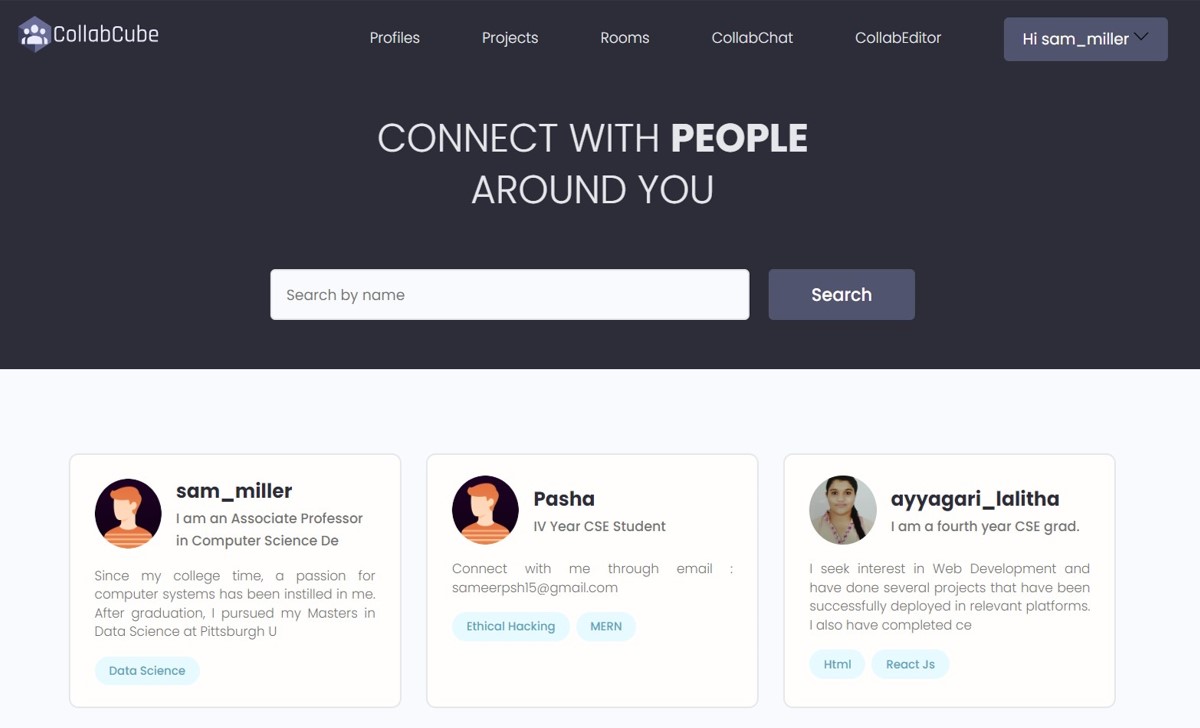 CollabCube
Profiles
Projects
Rooms
CollabChat
CollabEditor
Hi sam_miller
CONNECT WITH PEOPLE
AROUND YOU
Search by name
Search
sam_miller
I am an Associate Professor
in Computer Science De
Since my college time, a passion for
computer systems has been instilled in me.
After graduation, I pursued my Masters in
Data Science at Pittsburgh U
Data Science
Pasha
IV Year CSE Student
Connect with me through email :
sameerpsh15@gmail.com
Ethical Hacking
MERN
ayyagari_lalitha
I am a fourth year CSE grad.
I seek interest in Web Development and
have done several projects that have been
successfully deployed in relevant platforms.
I also have completed ce
Html
React Js